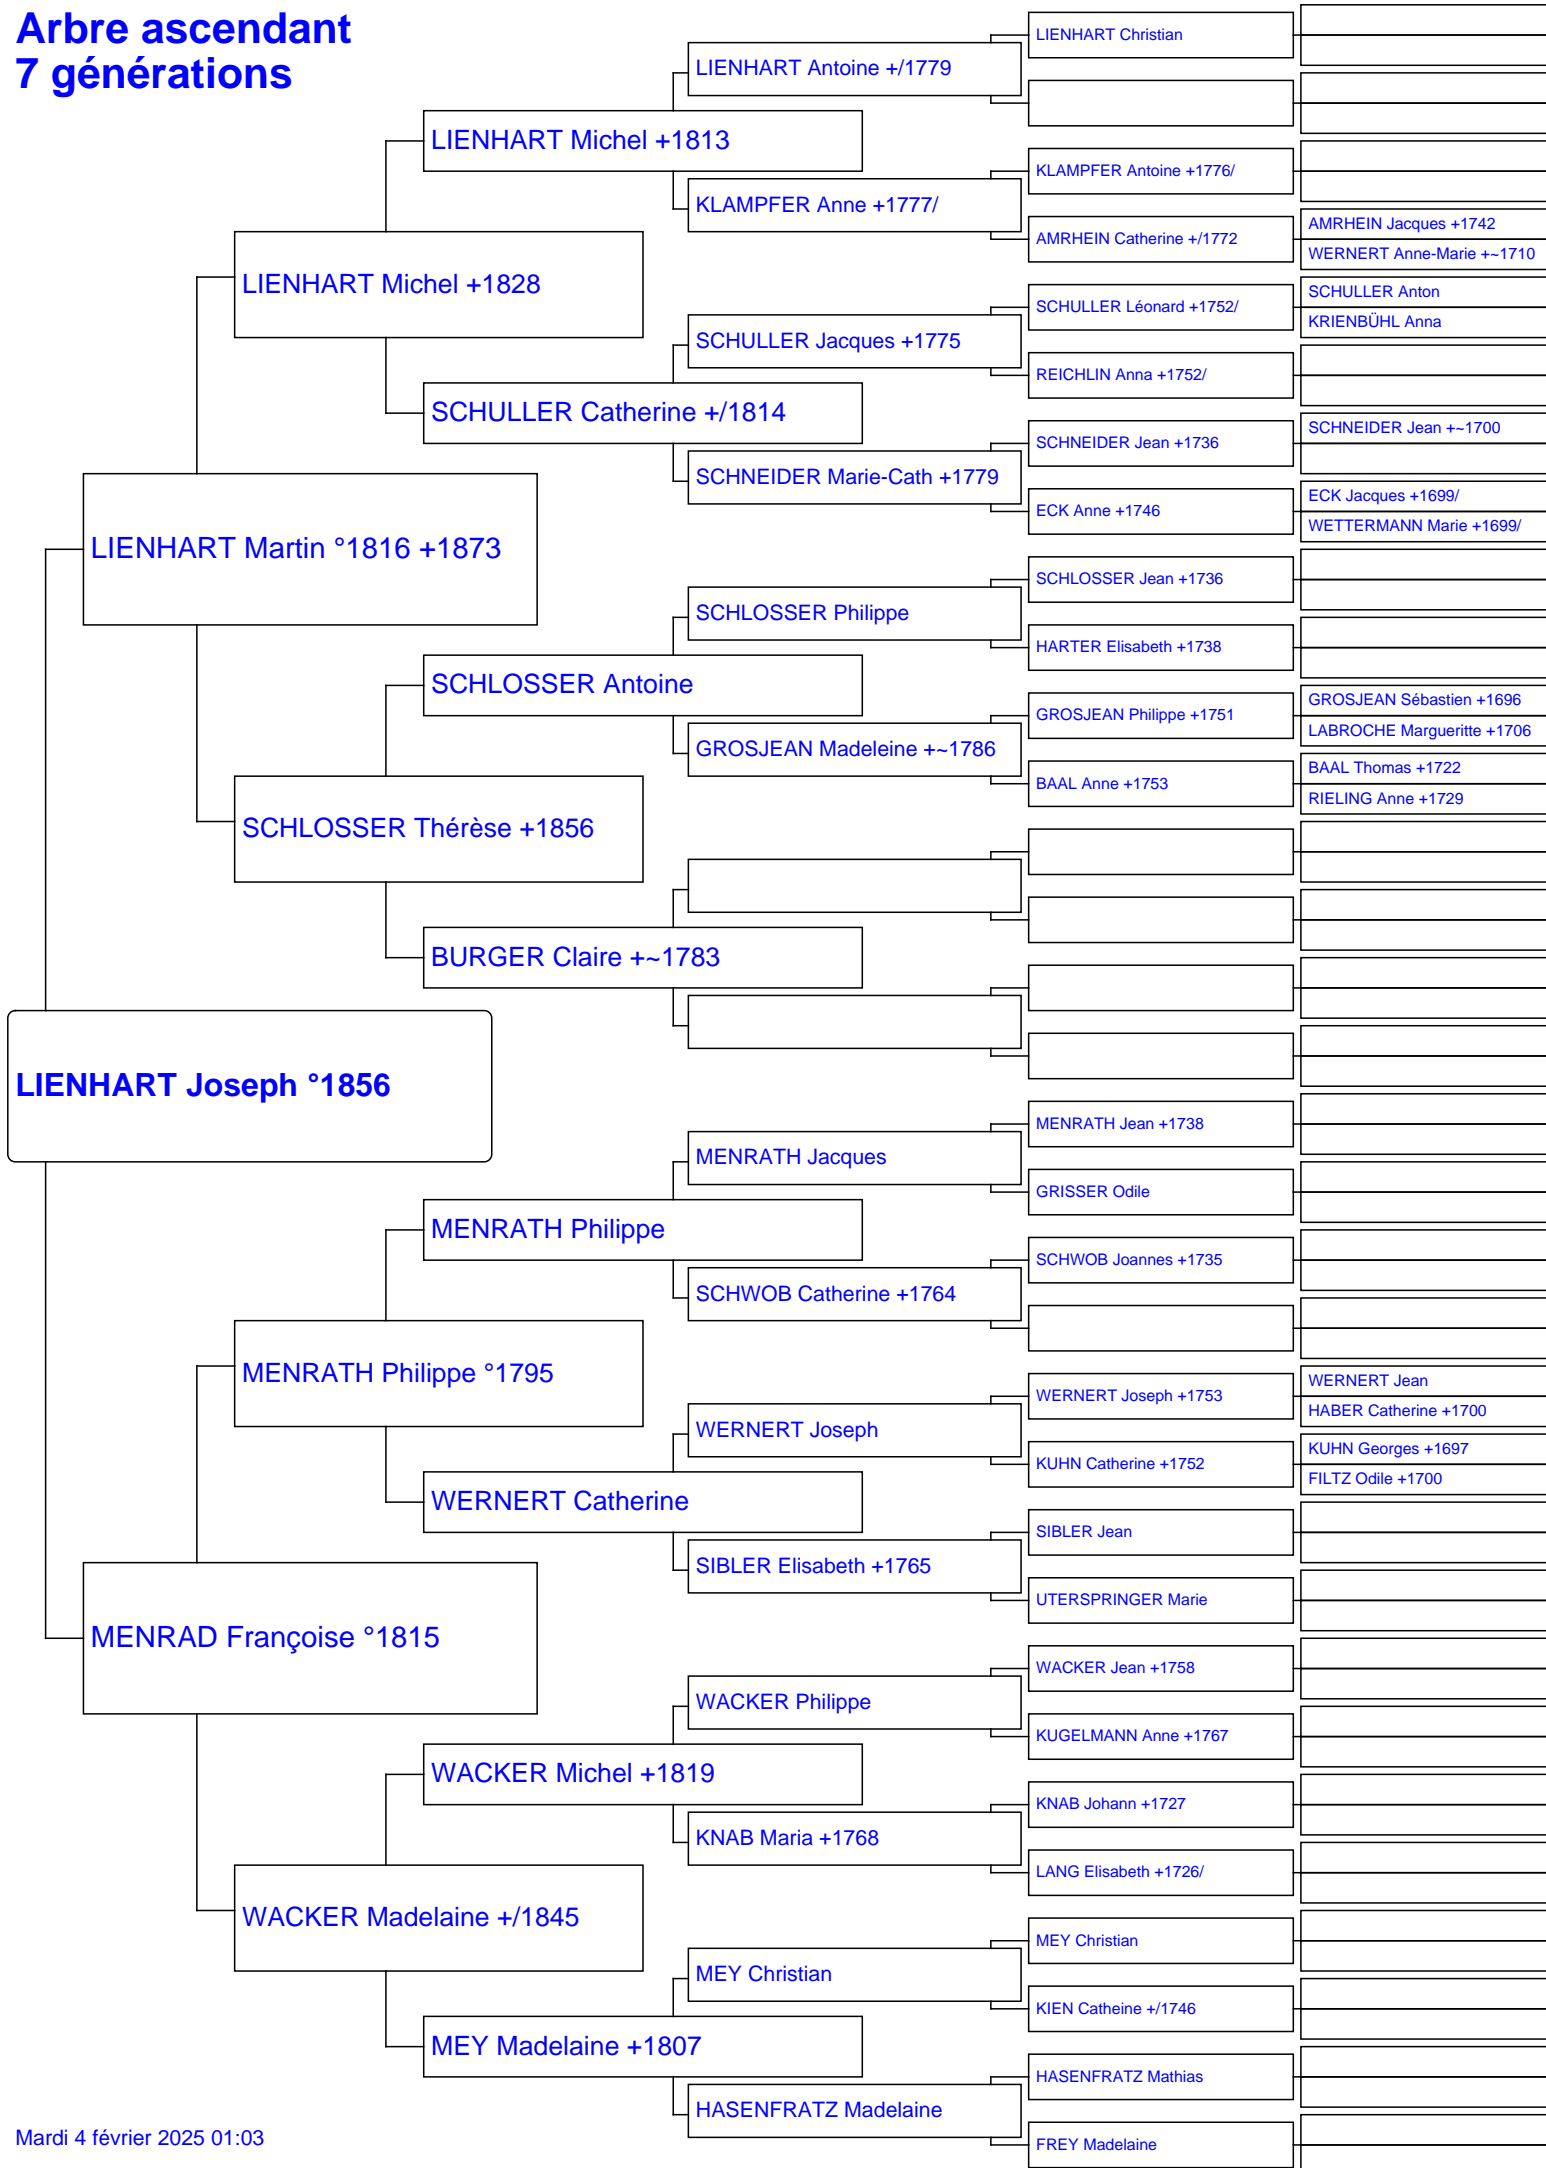 Arbre ascendant
7 générations
LIENHART Joseph °1856
LIENHART Martin °1816 +1873
MENRAD Françoise °1815
LIENHART Michel +1828
SCHLOSSER Thérèse +1856
MENRATH Philippe °1795
WACKER Madelaine +/1845
LIENHART Michel +1813
SCHULLER Catherine +/1814
SCHLOSSER Antoine
BURGER Claire +~1783
MENRATH Philippe
WERNERT Catherine
WACKER Michel +1819
MEY Madelaine +1807
LIENHART Antoine +/1779
KLAMPFER Anne +1777/
SCHULLER Jacques +1775
SCHNEIDER Marie-Cath +1779
SCHLOSSER Philippe
GROSJEAN Madeleine +~1786
MENRATH Jacques
SCHWOB Catherine +1764
WERNERT Joseph
SIBLER Elisabeth +1765
WACKER Philippe
KNAB Maria +1768
MEY Christian
HASENFRATZ Madelaine
LIENHART Christian
KLAMPFER Antoine +1776/
AMRHEIN Catherine +/1772
SCHULLER Léonard +1752/
REICHLIN Anna +1752/
SCHNEIDER Jean +1736
ECK Anne +1746
SCHLOSSER Jean +1736
HARTER Elisabeth +1738
GROSJEAN Philippe +1751
BAAL Anne +1753
MENRATH Jean +1738
GRISSER Odile
SCHWOB Joannes +1735
WERNERT Joseph +1753
KUHN Catherine +1752
SIBLER Jean
UTERSPRINGER Marie
WACKER Jean +1758
KUGELMANN Anne +1767
KNAB Johann +1727
LANG Elisabeth +1726/
MEY Christian
KIEN Catheine +/1746
HASENFRATZ Mathias
FREY Madelaine
AMRHEIN Jacques +1742
WERNERT Anne-Marie +~1710
SCHULLER Anton
KRIENBÜHL Anna
SCHNEIDER Jean +~1700
ECK Jacques +1699/
WETTERMANN Marie +1699/
GROSJEAN Sébastien +1696
LABROCHE Margueritte +1706
BAAL Thomas +1722
RIELING Anne +1729
WERNERT Jean
HABER Catherine +1700
KUHN Georges +1697
FILTZ Odile +1700
Mardi 4 février 2025 01:03